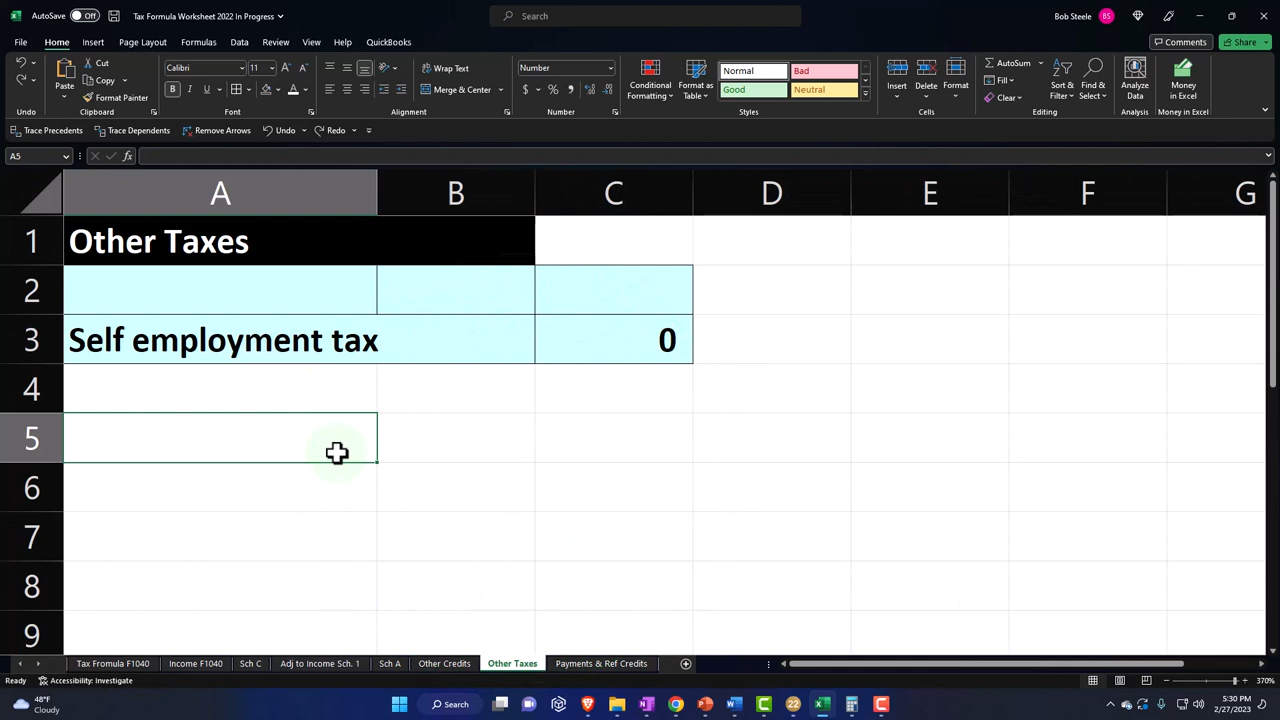 AutoSave Off Tax Formula Worksheet 2022 In Progress Search Bob Steele BS
File Home Insert Page Layout Formulas Data Review View Help QuickBooks Comments Share
Paste Cut Copy Format Painter
Calibri 11 B I U
Wrap Text Merge & Center
Number $ % ,
Conditional Formatting Format as Table
Normal Bad
Good Neutral
Insert Delete Format
AutoSum Clear Sort & Filter Find & Select
Analyze Data Money in Excel
Undo Clipboard Font Alignment Number Styles Cells Editing Analysis Money in Excel
Trace Precedents Trace Dependents Remove Arrows Undo Redo
A5 fx
A B C D E F G
1 Other Taxes
2
3 Self employment tax 0
4
5
6
7
8
9
Tax Fromula F1040 Income F1040 Sch C Adj to Income Sch. 1 Sch A Other Credits Other Taxes Payments & Ref Credits
Ready Accessibility: Investigate 370%
48°F
Cloudy
Search
22
5:30 PM
2/27/2023